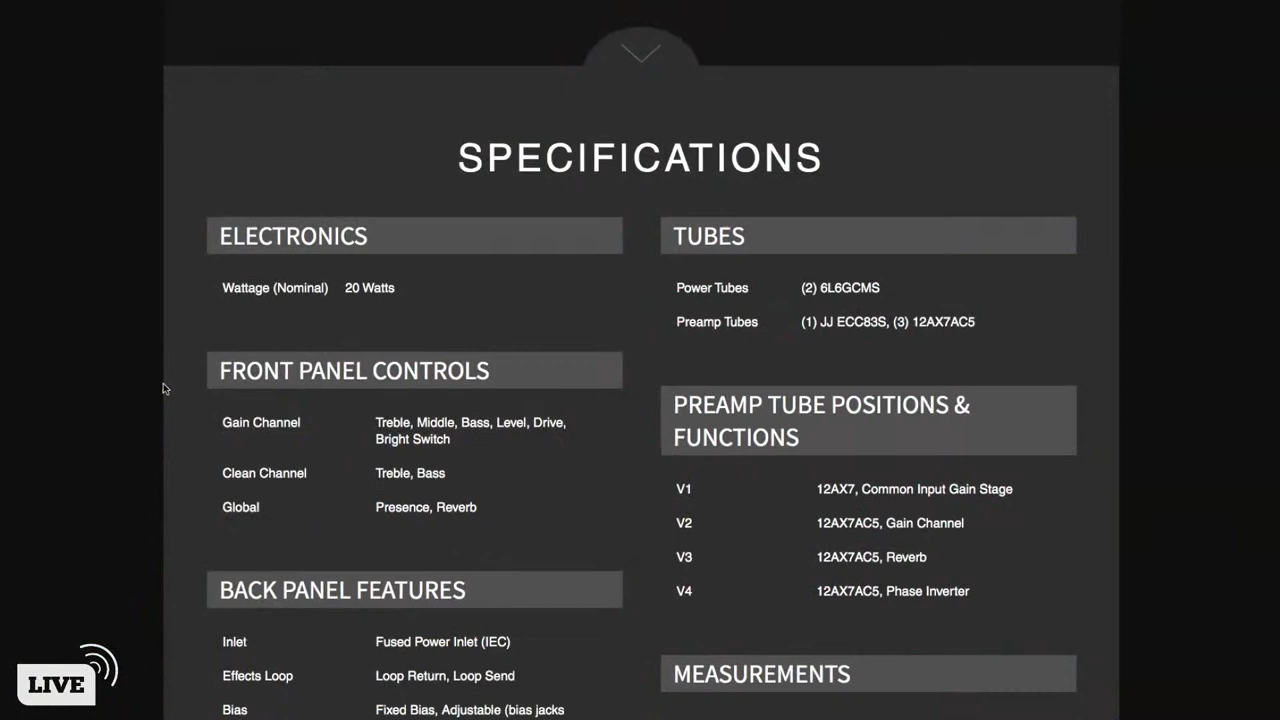 SPECIFICATIONS
ELECTRONICS
Wattage (Nominal) 20 Watts
FRONT PANEL CONTROLS
Gain Channel Treble, Middle, Bass, Level, Drive,
Bright Switch
Clean Channel Treble, Bass
Global Presence, Reverb
BACK PANEL FEATURES
Inlet Fused Power Inlet (IEC)
Effects Loop Loop Return, Loop Send
Bias Fixed Bias, Adjustable (bias jacks
TUBES
Power Tubes (2) 6L6GCMS
Preamp Tubes (1) JJ ECC83S, (3) 12AX7AC5
PREAMP TUBE POSITIONS &
FUNCTIONS
V1 12AX7, Common Input Gain Stage
V2 12AX7AC5, Gain Channel
V3 12AX7AC5, Reverb
V4 12AX7AC5, Phase Inverter
MEASUREMENTS
LIVE